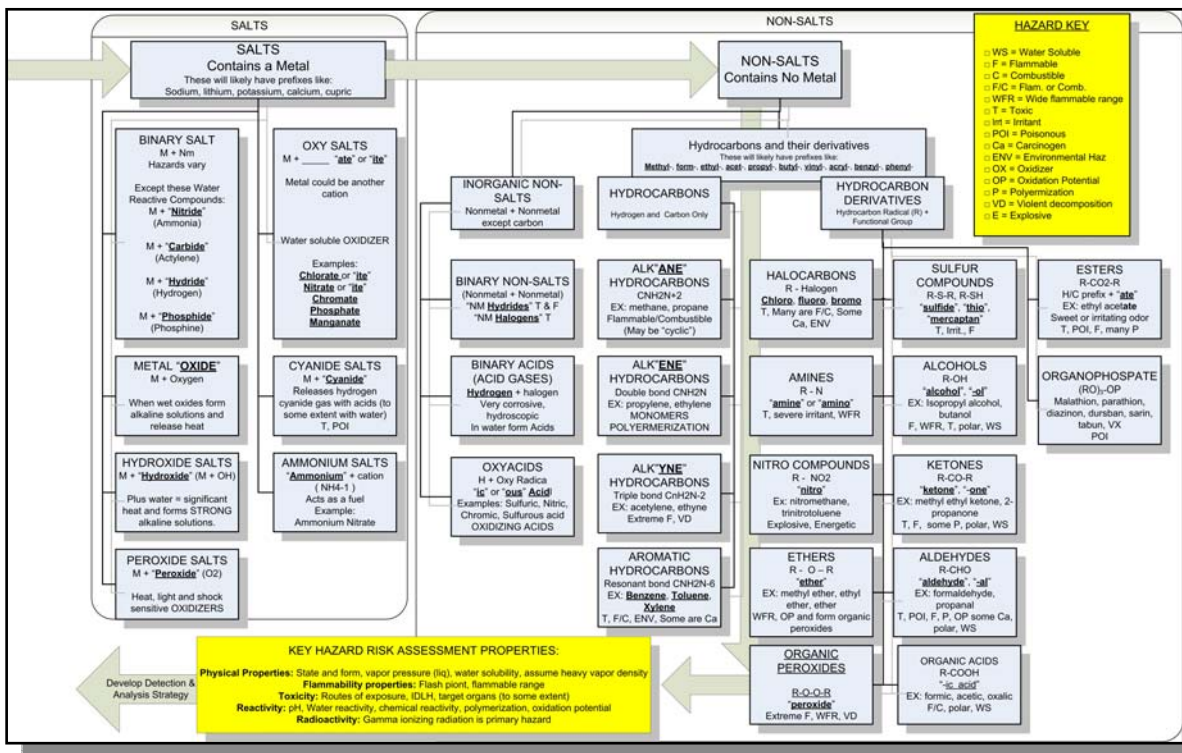 SALTS
SALTS
Contains a Metal
These will likely have prefixes like:
Sodium, lithium, potassium, calcium, cupric
BINARY SALT
M + Nm
Hazards vary
Except these Water
Reactive Compounds:
M + "Nitride"
(Ammonia)
M + "Carbide"
(Actylene)
M + "Hydride"
(Hydrogen)
M + "Phosphide"
(Phosphine)
OXY SALTS
M + _____ "ate" or "ite"
Metal could be another
cation
Water soluble OXIDIZER
Examples:
Chlorate or "ite"
Nitrate or "ite"
Chromate
Phosphate
Manganate
METAL "OXIDE"
M + Oxygen
When wet oxides form
alkaline solutions and
release heat
CYANIDE SALTS
M + "Cyanide"
Releases hydrogen
cyanide gas with acids (to
some extent with water)
T, POI
HYDROXIDE SALTS
M + "Hydroxide" (M + OH)
Plus water = significant
heat and forms STRONG
alkaline solutions.
AMMONIUM SALTS
"Ammonium" + cation
( NH4-1 )
Acts as a fuel
Example:
Ammonium Nitrate
PEROXIDE SALTS
M + "Peroxide" (O2)
Heat, light and shock
sensitive OXIDIZERS
NON-SALTS
NON-SALTS
Contains No Metal
Hydrocarbons and their derivatives
These will likely have prefixes like:
Methyl-, form-, ethyl-, acet-, propyl-, butyl-, vinyl-, acryl-, benzyl-, phenyl-
INORGANIC NON-
SALTS
Nonmetal + Nonmetal
except carbon
BINARY NON-SALTS
(Nonmetal + Nonmetal)
"NM Hydrides" T & F
"NM Halogens" T
BINARY ACIDS
(ACID GASES)
Hydrogen + halogen
Very corrosive,
hydroscopic
In water form Acids
OXYACIDS
H + Oxy Radica
"ic" or "ous" Acid)
Examples: Sulfuric, Nitric,
Chromic, Sulfurous acid
OXIDIZING ACIDS
HYDROCARBONS
Hydrogen and Carbon Only
ALK"ANE"
HYDROCARBONS
CNH2N+2
EX: methane, propane
Flammable/Combustible
(May be "cyclic")
ALK"ENE"
HYDROCARBONS
Double bond CNH2N
EX: propylene, ethylene
MONOMERS
POLYERMERIZATION
ALK"YNE"
HYDROCARBONS
Triple bond CnH2N-2
EX: acetylene, ethyne
Extreme F, VD
AROMATIC
HYDROCARBONS
Resonant bond CNH2N-6
EX: Benzene, Toluene,
Xylene
T, F/C, ENV, Some are Ca
HYDROCARBON
DERIVATIVES
Hydrocarbon Radical (R) +
Functional Group
HALOCARBONS
R - Halogen
Chloro, fluoro, bromo
T, Many are F/C, Some
Ca, ENV
AMINES
R - N
"amine" or "amino"
T, severe irritant, WFR
NITRO COMPOUNDS
R - NO2
"nitro"
Ex: nitromethane,
trinitrotoluene
Explosive, Energetic
ETHERS
R - O – R
"ether"
EX: methyl ether, ethyl
ether, ether
WFR, OP and form organic
peroxides
ORGANIC
PEROXIDES
R-O-O-R
"peroxide"
Extreme F, WFR, VD
SULFUR
COMPOUNDS
R-S-R, R-SH
"sulfide", "thio",
"mercaptan"
T, Irrit., F
ALCOHOLS
R-OH
"alcohol", "-ol"
EX: Isopropyl alcohol,
butanol
F, WFR, T, polar, WS
KETONES
R-CO-R
"ketone", "-one"
EX: methyl ethyl ketone, 2-
propanone
T, F, some P, polar, WS
ALDEHYDES
R-CHO
"aldehyde", "-al"
EX: formaldehyde,
propanal
T, POI, F, P, OP some Ca,
polar, WS
ORGANIC ACIDS
R-COOH
"-ic acid"
EX: formic, acetic, oxalic
F/C, polar, WS
ESTERS
R-CO2-R
H/C prefix + "ate"
EX: ethyl acetate
Sweet or irritating odor
T, POI, F, many P
ORGANOPHOSPATE
(RO)3-OP
Malathion, parathion,
diazinon, dursban, sarin,
tabun, VX
POI
HAZARD KEY
□ WS = Water Soluble
□ F = Flammable
□ C = Combustible
□ F/C = Flam. or Comb.
□ WFR = Wide flammable range
□ T = Toxic
□ Irrt = Irritant
□ POI = Poisonous
□ Ca = Carcinogen
□ ENV = Environmental Haz
□ OX = Oxidizer
□ OP = Oxidation Potential
□ P = Polyermization
□ VD = Violent decomposition
□ E = Explosive
KEY HAZARD RISK ASSESSMENT PROPERTIES:
Physical Properties: State and form, vapor pressure (liq), water solubility, assume heavy vapor density
Flammability properties: Flash piont, flammable range
Toxicity: Routes of exposure, IDLH, target organs (to some extent)
Reactivity: pH, Water reactivity, chemical reactivity, polymerization, oxidation potential
Radioactivity: Gamma ionizing radiation is primary hazard
Develop Detection &
Analysis Strategy